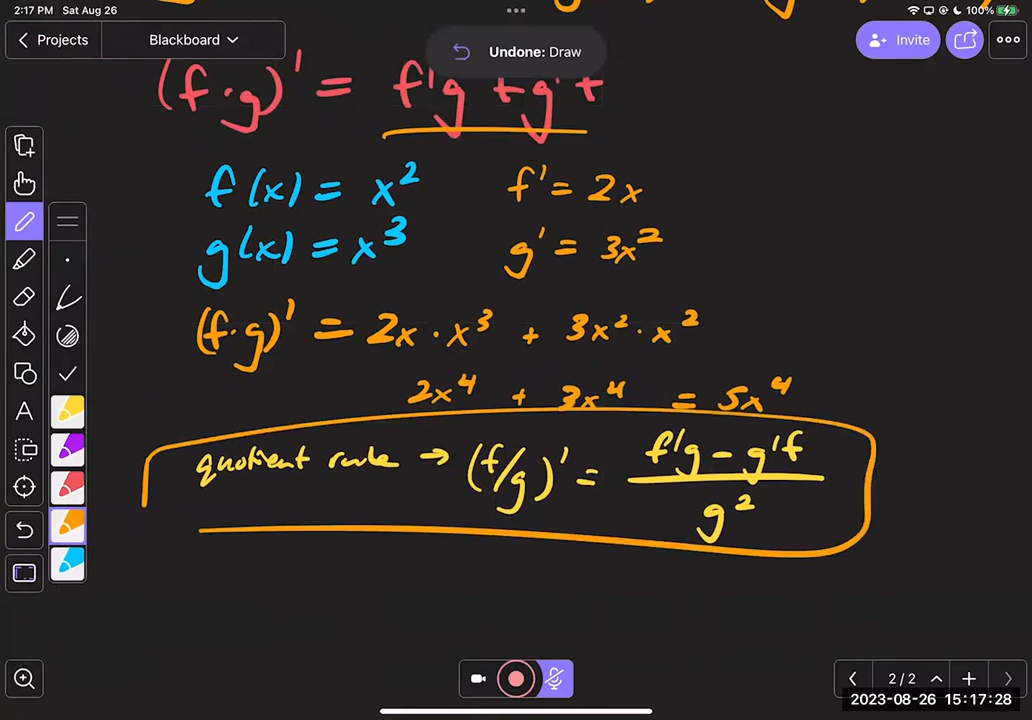 2:17 PM Sat Aug 26
100%
Projects
Blackboard
Undone: Draw
Invite
(f·g)' = f'g + g'f
f(x) = x² f' = 2x
g(x) = x³ g' = 3x²
(f·g)' = 2x·x³ + 3x²·x²
2x⁴ + 3x⁴ = 5x⁴
quotient rule → (f/g)' = f'g - g'f
g²
A
2/2
2023-08-26 15:17:28